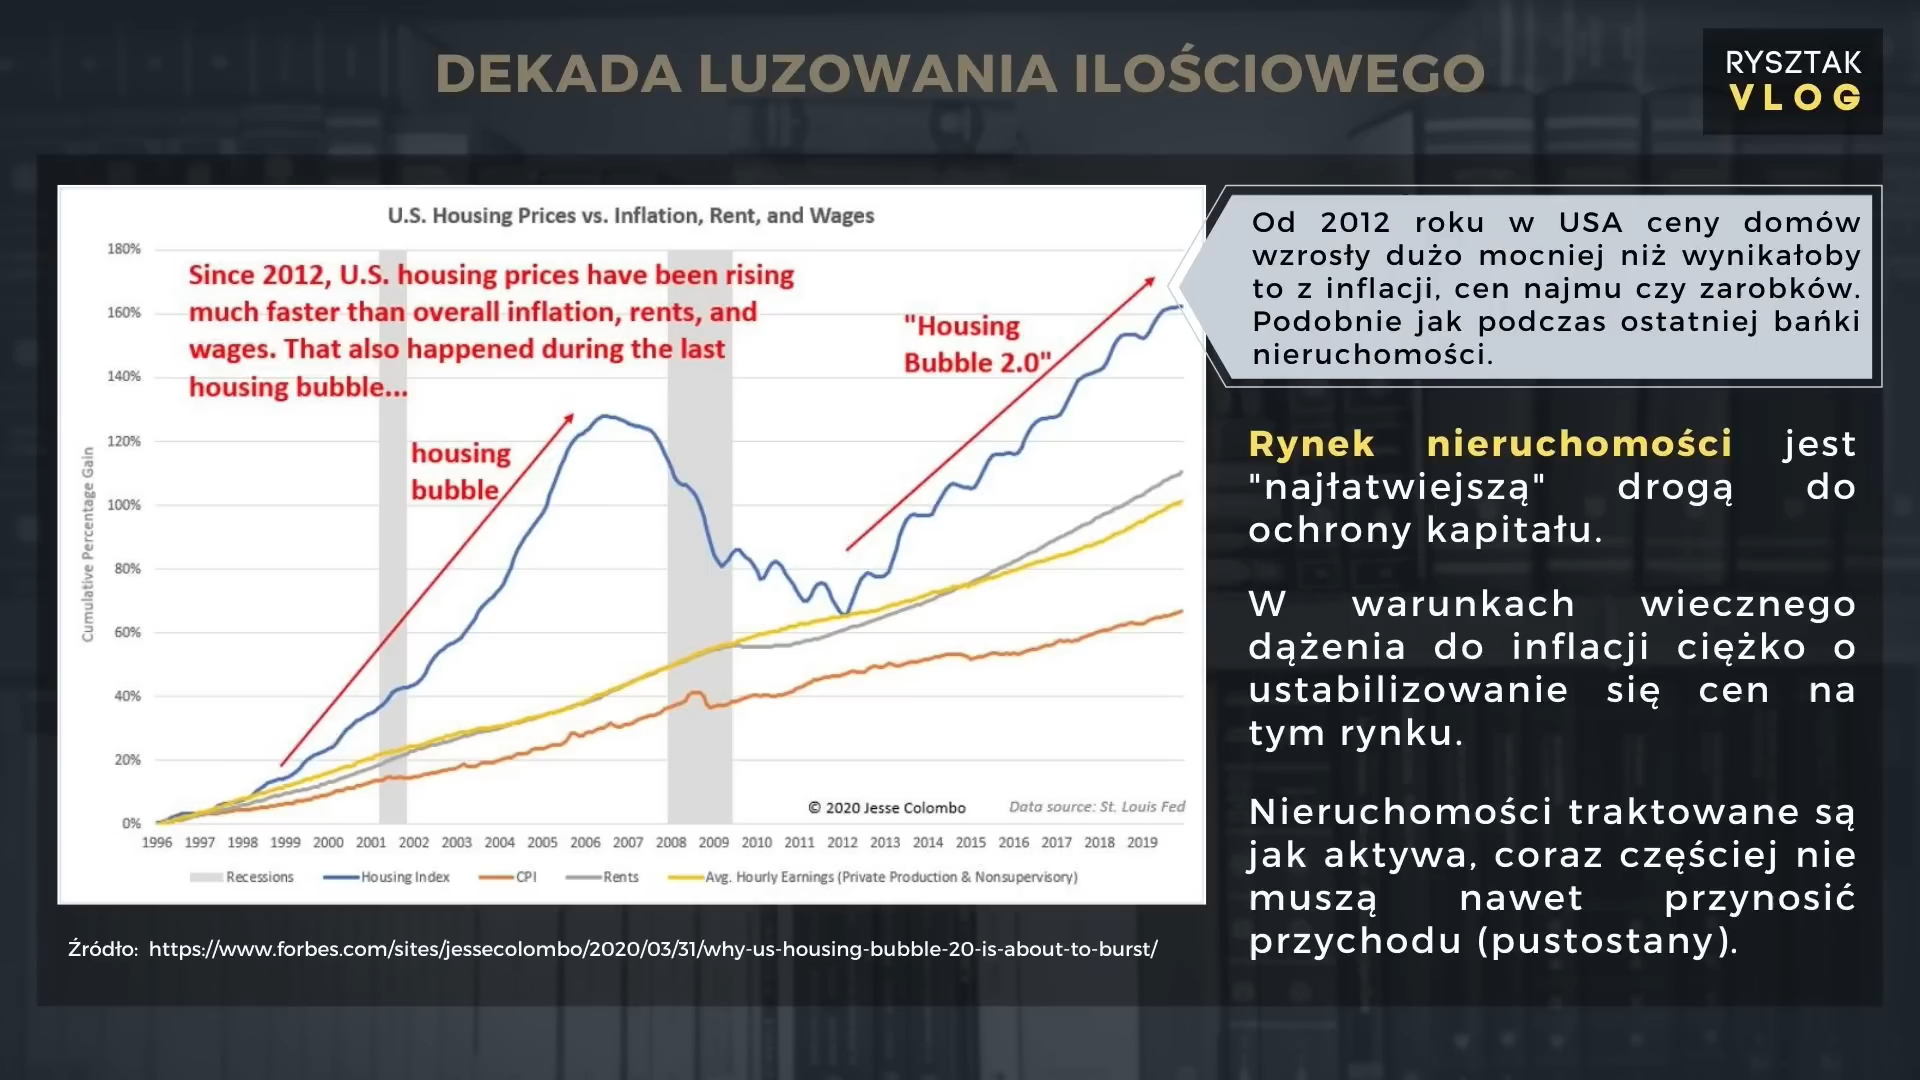 DEKADA LUZOWANIA ILOŚCIOWEGO
RYSZTAK
VLOG
U.S. Housing Prices vs. Inflation, Rent, and Wages
180%
160%
140%
120%
100%
80%
60%
40%
20%
0%
Cumulative Percentage Gain
Since 2012, U.S. housing prices have been rising
much faster than overall inflation, rents, and
wages. That also happened during the last
housing bubble...
housing
bubble
"Housing
Bubble 2.0"
© 2020 Jesse Colombo
Data source: St. Louis Fed
1996 1997 1998 1999 2000 2001 2002 2003 2004 2005 2006 2007 2008 2009 2010 2011 2012 2013 2014 2015 2016 2017 2018 2019
Recessions Housing Index CPI Rents Avg. Hourly Earnings (Private Production & Nonsupervisory)
Źródło: https://www.forbes.com/sites/jessecolombo/2020/03/31/why-us-housing-bubble-20-is-about-to-burst/
Od 2012 roku w USA ceny domów
wzrosły dużo mocniej niż wynikałoby
to z inflacji, cen najmu czy zarobków.
Podobnie jak podczas ostatniej bańki
nieruchomości.
Rynek nieruchomości jest
"najłatwiejszą" drogą do
ochrony kapitału.
W warunkach wiecznego
dążenia do inflacji ciężko o
ustabilizowanie się cen na
tym rynku.
Nieruchomości traktowane są
jak aktywa, coraz częściej nie
muszą nawet przynosić
przychodu (pustostany).